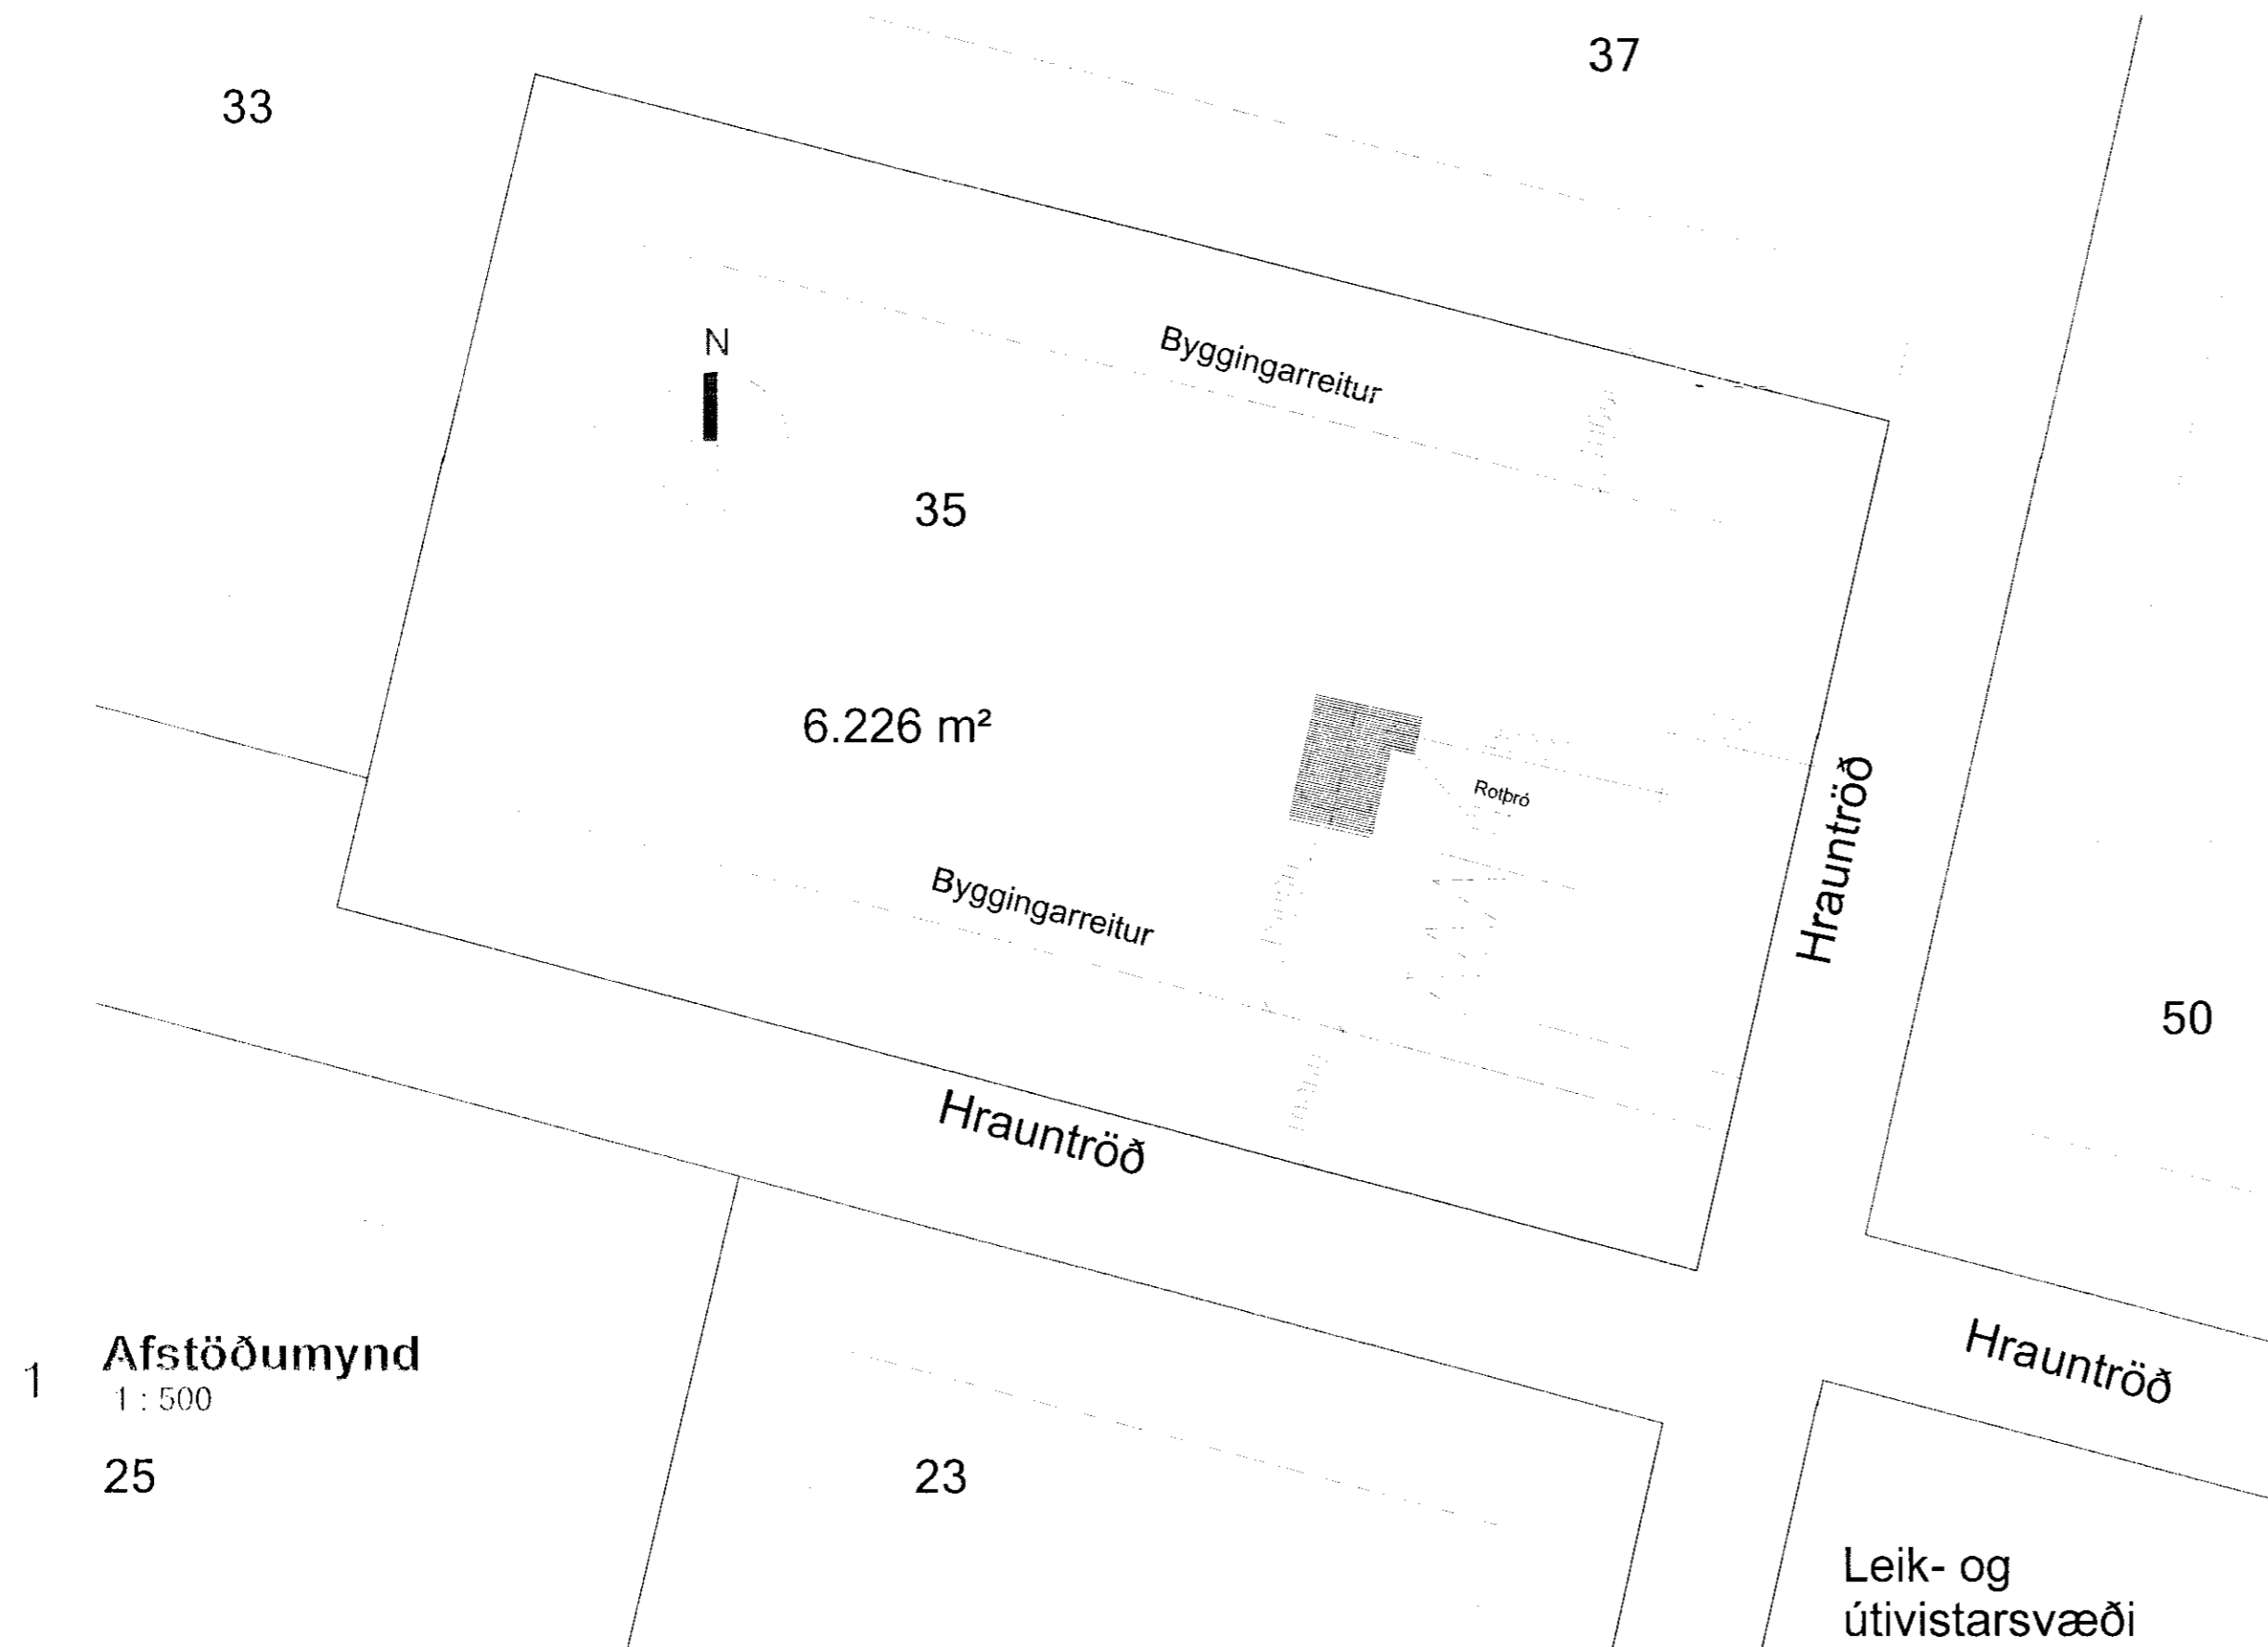 37
33
N
Byggingarreitur
35
6.226 m²
Rotþró
Hrauntröð
Byggingarreitur
50
Hrauntröð
Hrauntröð
1
Afstöðumynd
1 : 500
25
23
Leik- og
útivistarsvæði